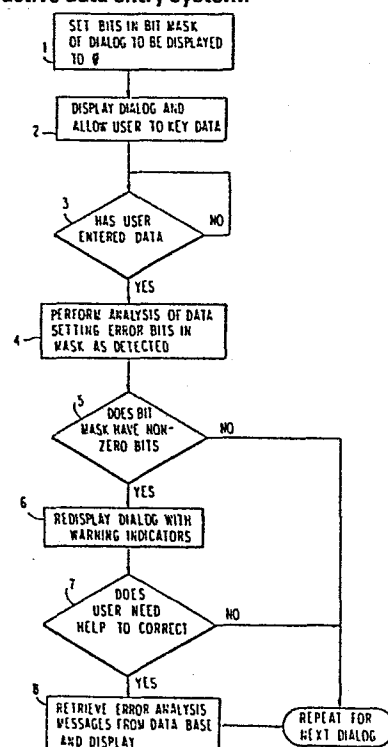 active data entry system.
1
SET BITS IN BIT MASK
OF DIALOG TO BE DISPLAYED
TO 0
2
DISPLAY DIALOG AND
ALLOW USER TO KEY DATA
3
HAS USER
ENTERED DATA
NO
YES
4
PERFORM ANALYSIS OF DATA
SETTING ERROR BITS IN
MASK AS DETECTED
5
DOES BIT
MASK HAVE NON-
ZERO BITS
NO
YES
6
REDISPLAY DIALOG WITH
WARNING INDICATORS
7
DOES
USER NEED
HELP TO CORRECT
NO
YES
8
RETRIEVE ERROR ANALYSIS
MESSAGES FROM DATA BASE
AND DISPLAY
REPEAT FOR
NEXT DIALOG